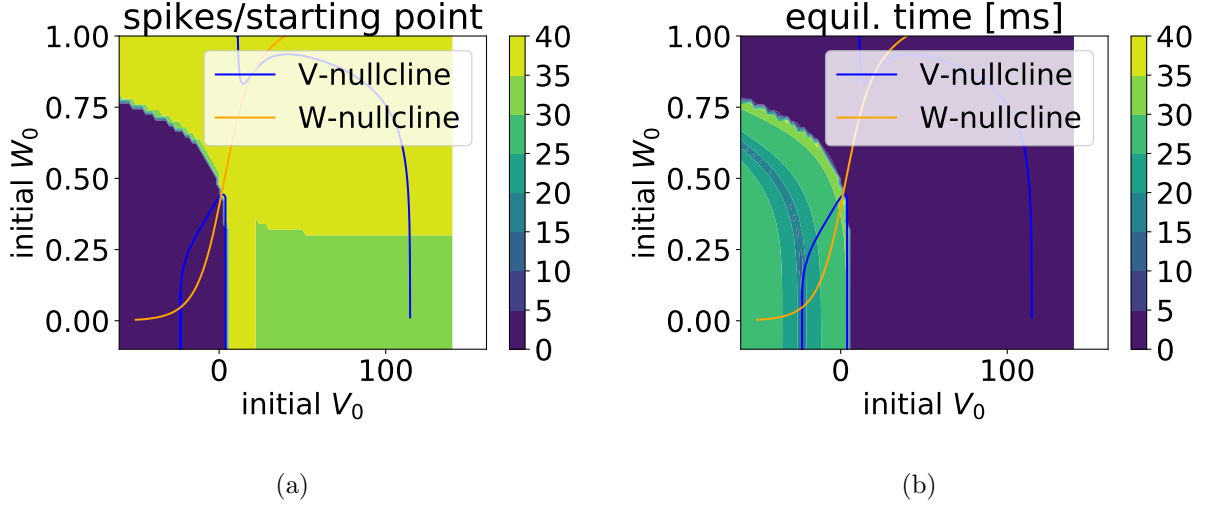 spikes/starting point
1.00
0.75
0.50
0.25
0.00
initial W₀
V-nullcline
W-nullcline
0
100
initial V₀
40
35
30
25
20
15
10
5
0
(a)
equil. time [ms]
1.00
0.75
0.50
0.25
0.00
initial W₀
V-nullcline
W-nullcline
0
100
initial V₀
40
35
30
25
20
15
10
5
0
(b)